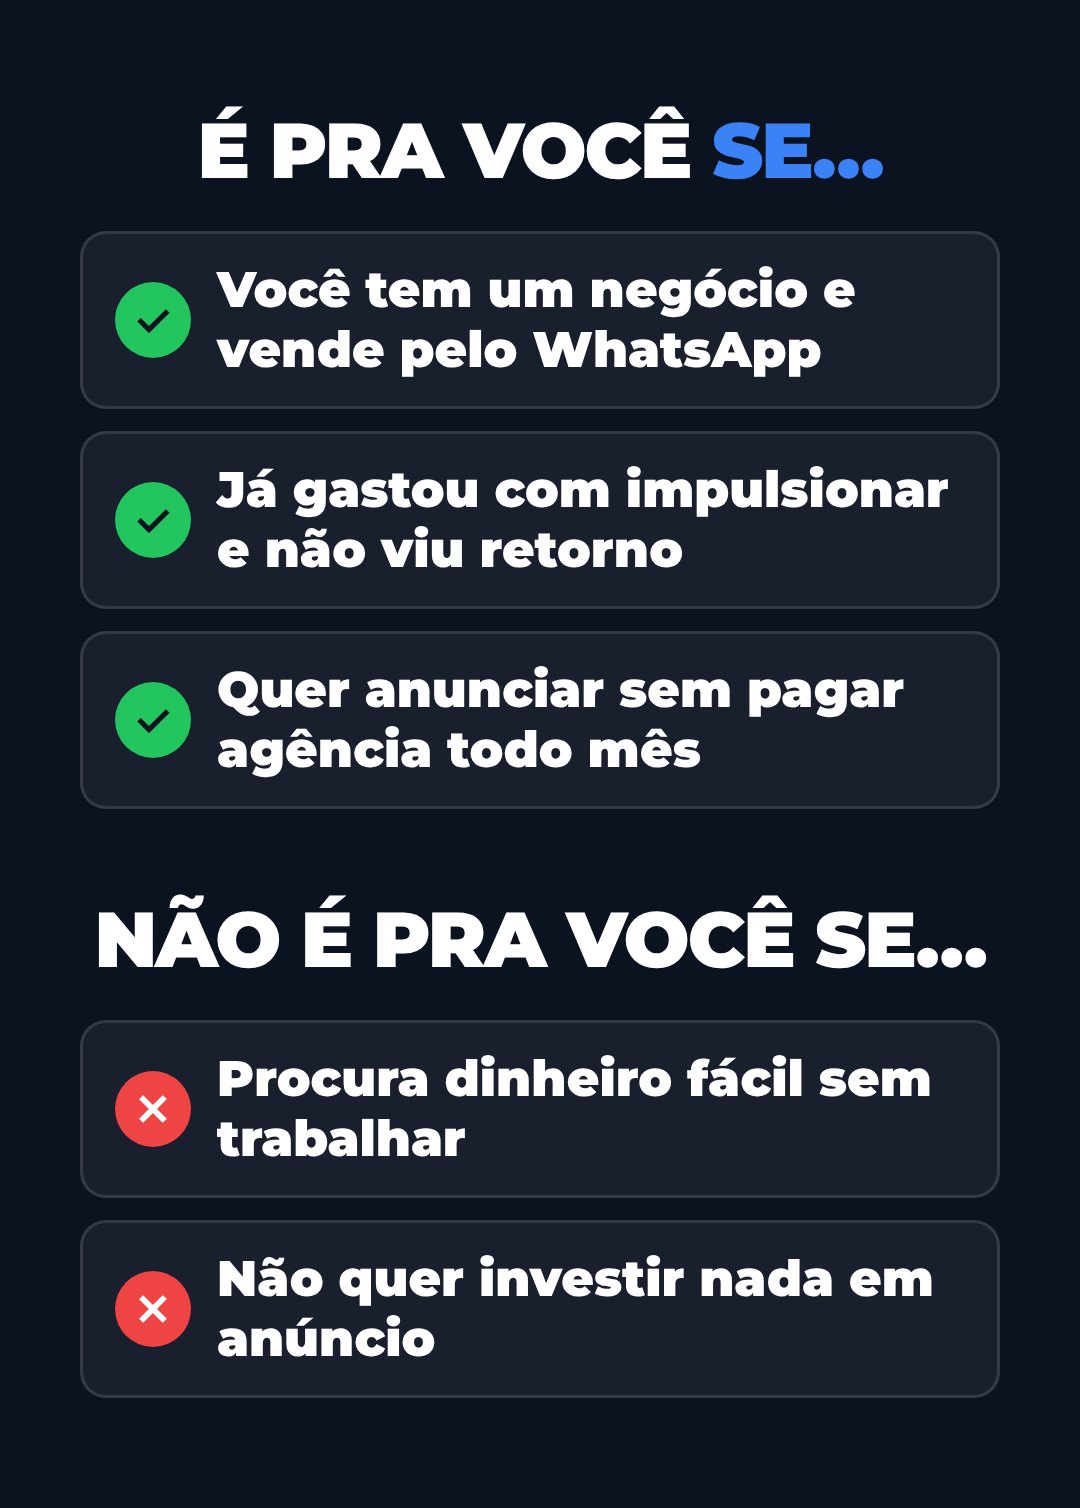 É PRA VOCÊ SE...
Você tem um negócio e
vende pelo WhatsApp
Já gastou com impulsionar
e não viu retorno
Quer anunciar sem pagar
agência todo mês
NÃO É PRA VOCÊ SE...
Procura dinheiro fácil sem
trabalhar
Não quer investir nada em
anúncio